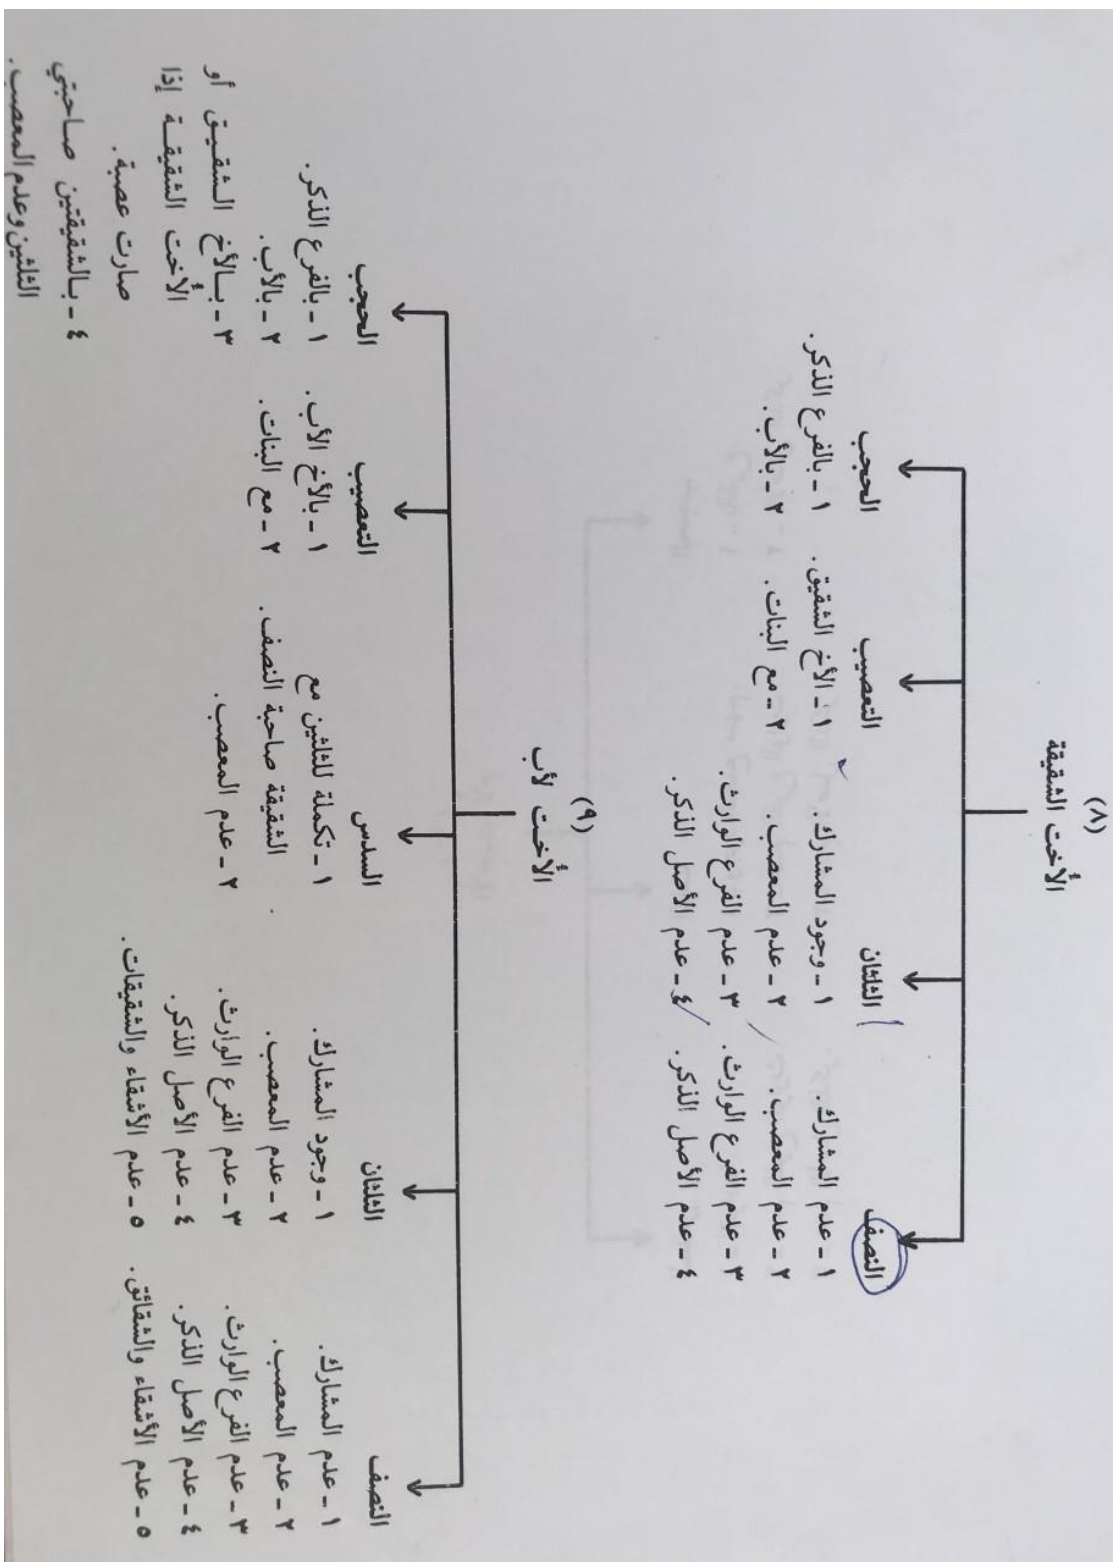 (٨)
الأخت الشقيقة
النصف
١ - عدم المشارك.
٢ - عدم المعصب.
٣ - عدم الفرع الوارث.
٤ - عدم الأصل الذكر.
الثلثان
١ - وجود المشارك.
٢ - عدم المعصب.
٣ - عدم الفرع الوارث.
٤ - عدم الأصل الذكر.
التعصيب
١ - الأخ الشقيق.
٢ - مع البنات.
الحجب
١ - بالفرع الذكر.
٢ - بالأب.
(٩)
الأخت لأب
النصف
١ - عدم المشارك.
٢ - عدم المعصب.
٣ - عدم الفرع الوارث.
٤ - عدم الأصل الذكر.
٥ - عدم الأشقاء والشقائق.
الثلثان
١ - وجود المشارك.
٢ - عدم المعصب.
٣ - عدم الفرع الوارث.
٤ - عدم الأصل الذكر.
٥ - عدم الأشقاء والشقيقات.
السدس
١ - تكملة للثلثين مع
الشقيقة صاحبة النصف.
٢ - عدم المعصب.
التعصيب
١ - بالأخ الأب.
٢ - مع البنات.
الحجب
١ - بالفرع الذكر.
٢ - بالأب.
٣ - بالأخ الشقيق أو
الأخت الشقيقة إذا
صارت عصبة.
٤ - بالشقيقتين صاحبتي
الثلثين وعدم المعصب.